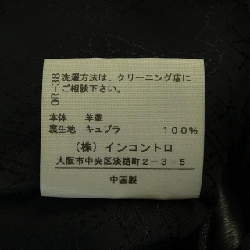 洗濯方法は、クリーニング店に
ご相談下さい。
本体 羊革
裏生地 キュプラ 100%
(株) インコントロ
大阪市中央区淡路町2-3-5
中国製